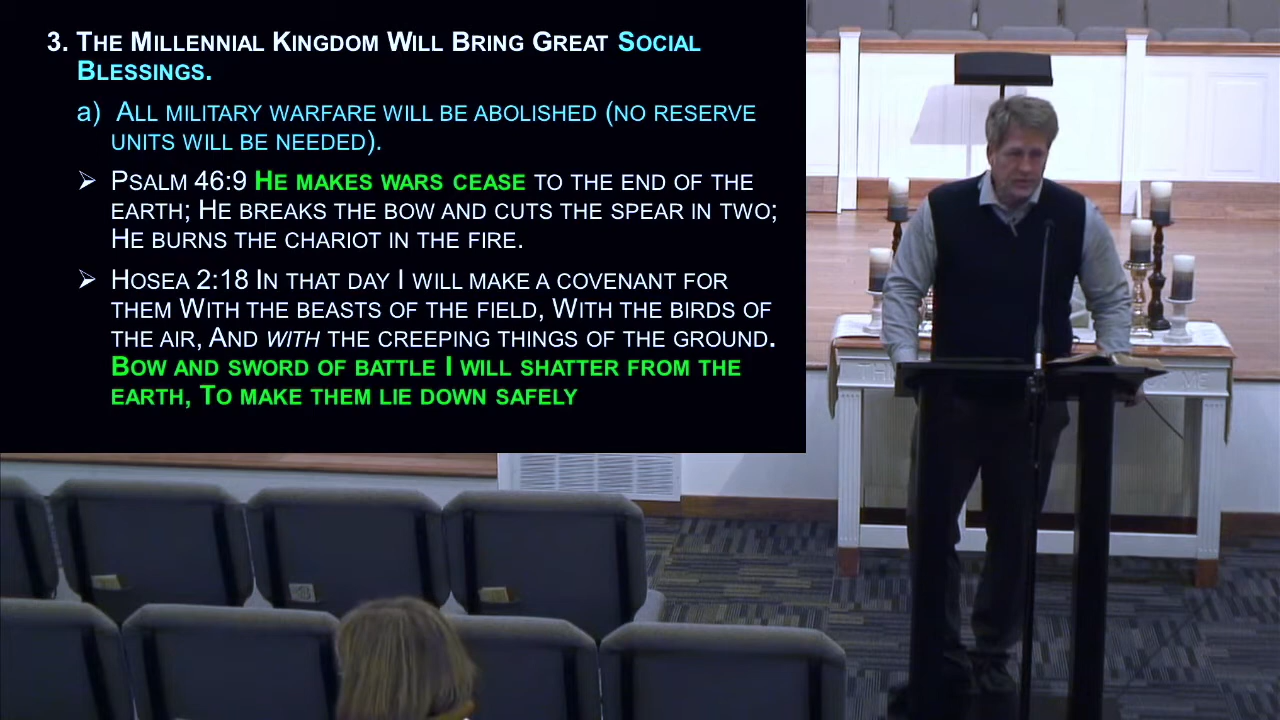 3. The Millennial Kingdom Will Bring Great Social
Blessings.
a) All military warfare will be abolished (no reserve
units will be needed).
➢ Psalm 46:9 He makes wars cease to the end of the
earth; He breaks the bow and cuts the spear in two;
He burns the chariot in the fire.
➢ Hosea 2:18 In that day I will make a covenant for
them With the beasts of the field, With the birds of
the air, And with the creeping things of the ground.
Bow and sword of battle I will shatter from the
earth, To make them lie down safely
ME